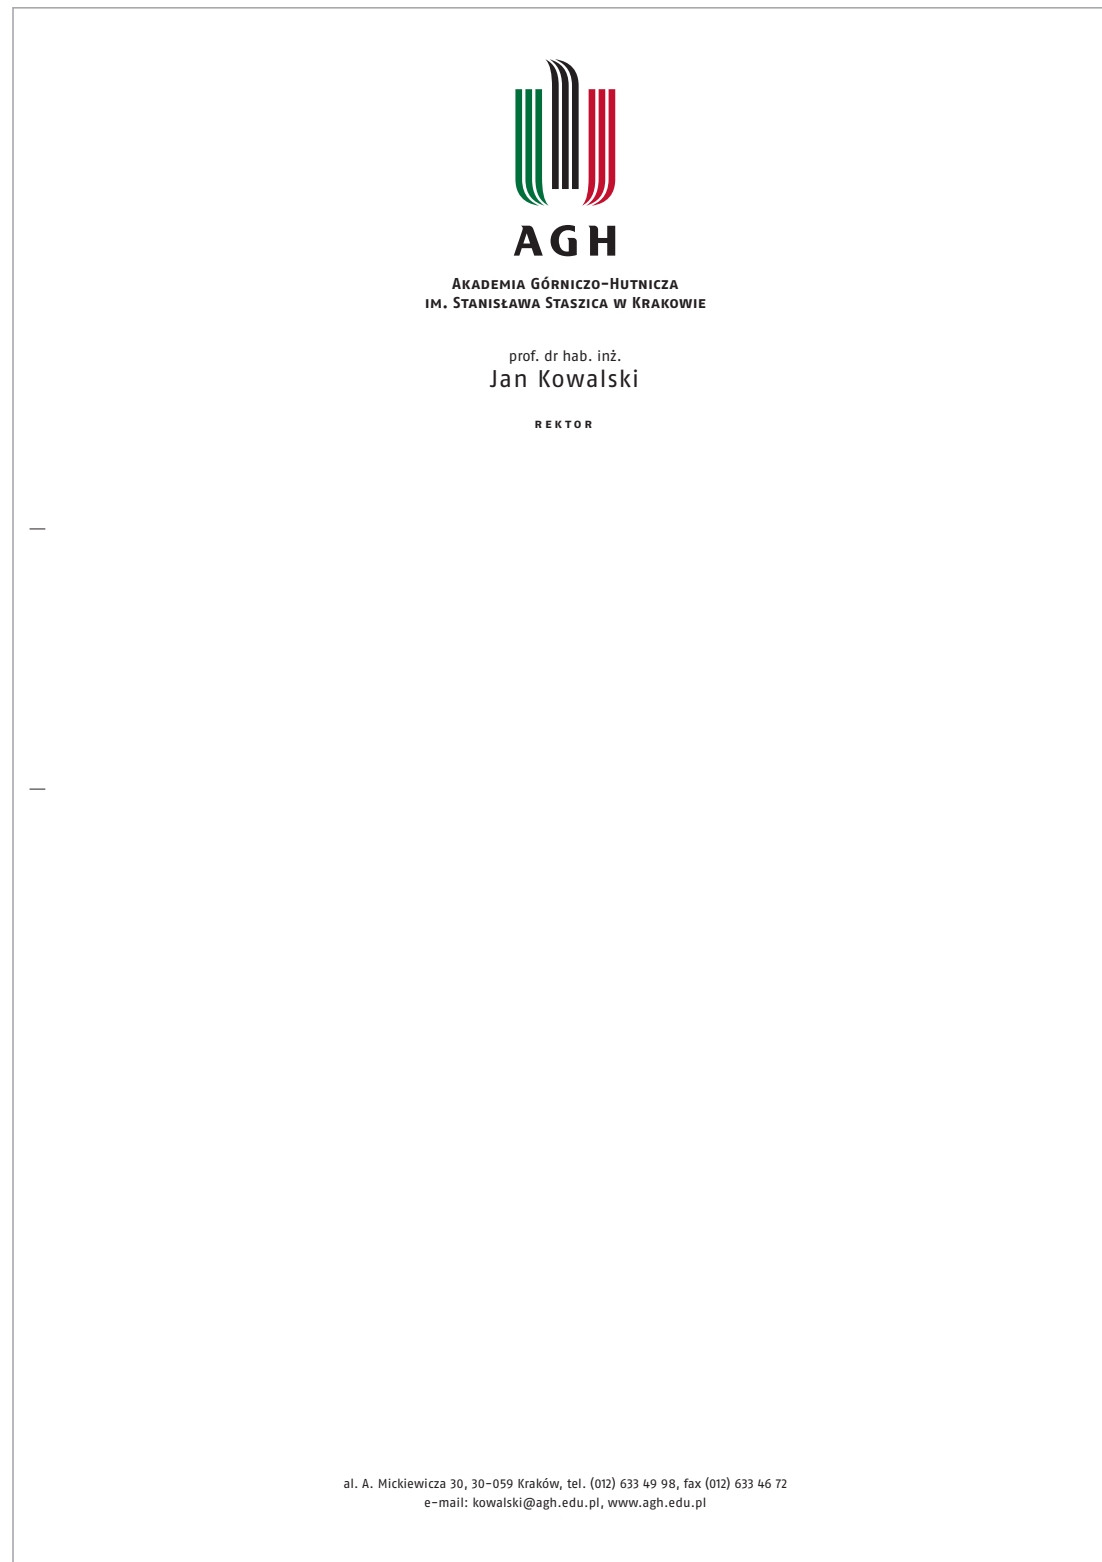 AGH
Akademia Górniczo-Hutnicza
im. Stanisława Staszica w Krakowie
prof. dr hab. inż.
Jan Kowalski
REKTOR
al. A. Mickiewicza 30, 30-059 Kraków, tel. (012) 633 49 98, fax (012) 633 46 72
e-mail: kowalski@agh.edu.pl, www.agh.edu.pl